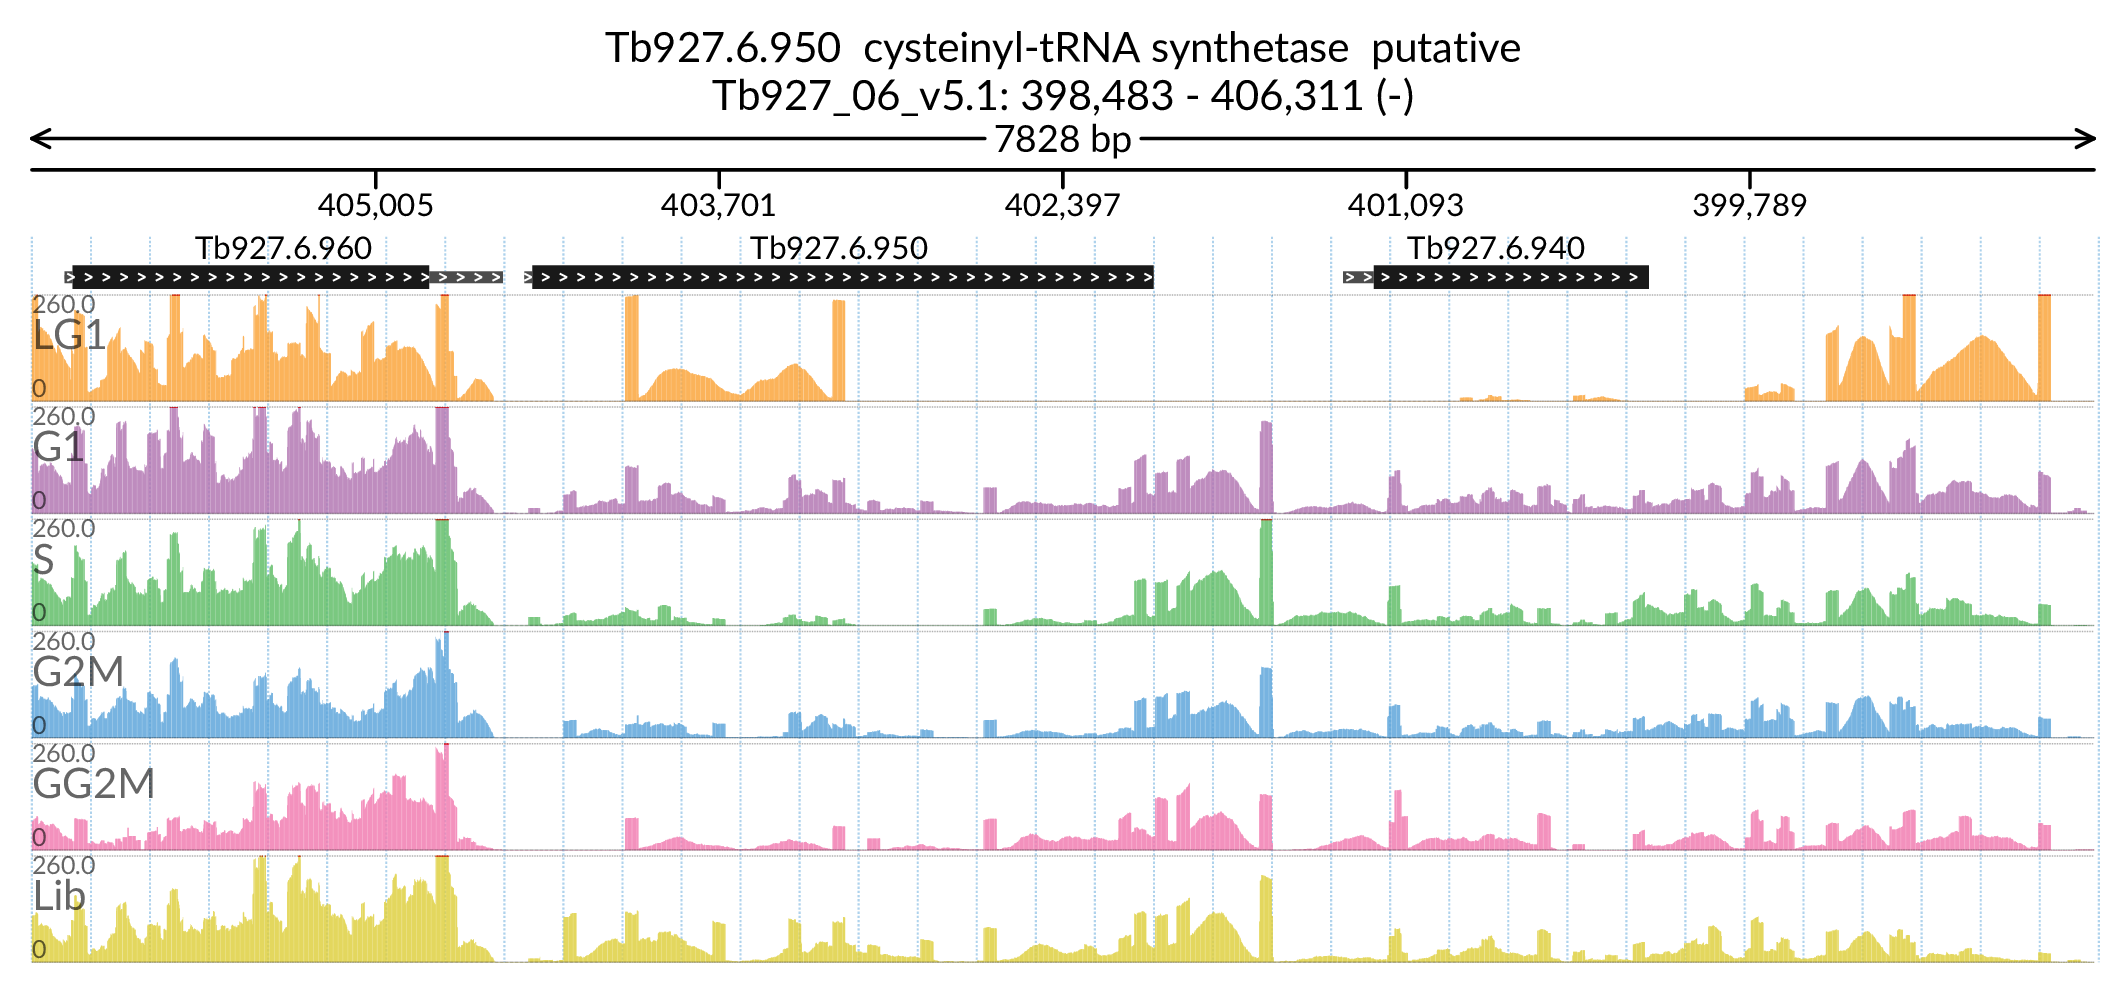 Tb927.6.950  cysteinyl-tRNA synthetase  putative
Tb927_06_v5.1: 398,483 - 406,311 (-)
7828 bp
405,005 403,701 402,397 401,093 399,789
Tb927.6.960 Tb927.6.950 Tb927.6.940
260.0
LG1
0
260.0
G1
0
260.0
S
0
260.0
G2M
0
260.0
GG2M
0
260.0
Lib
0